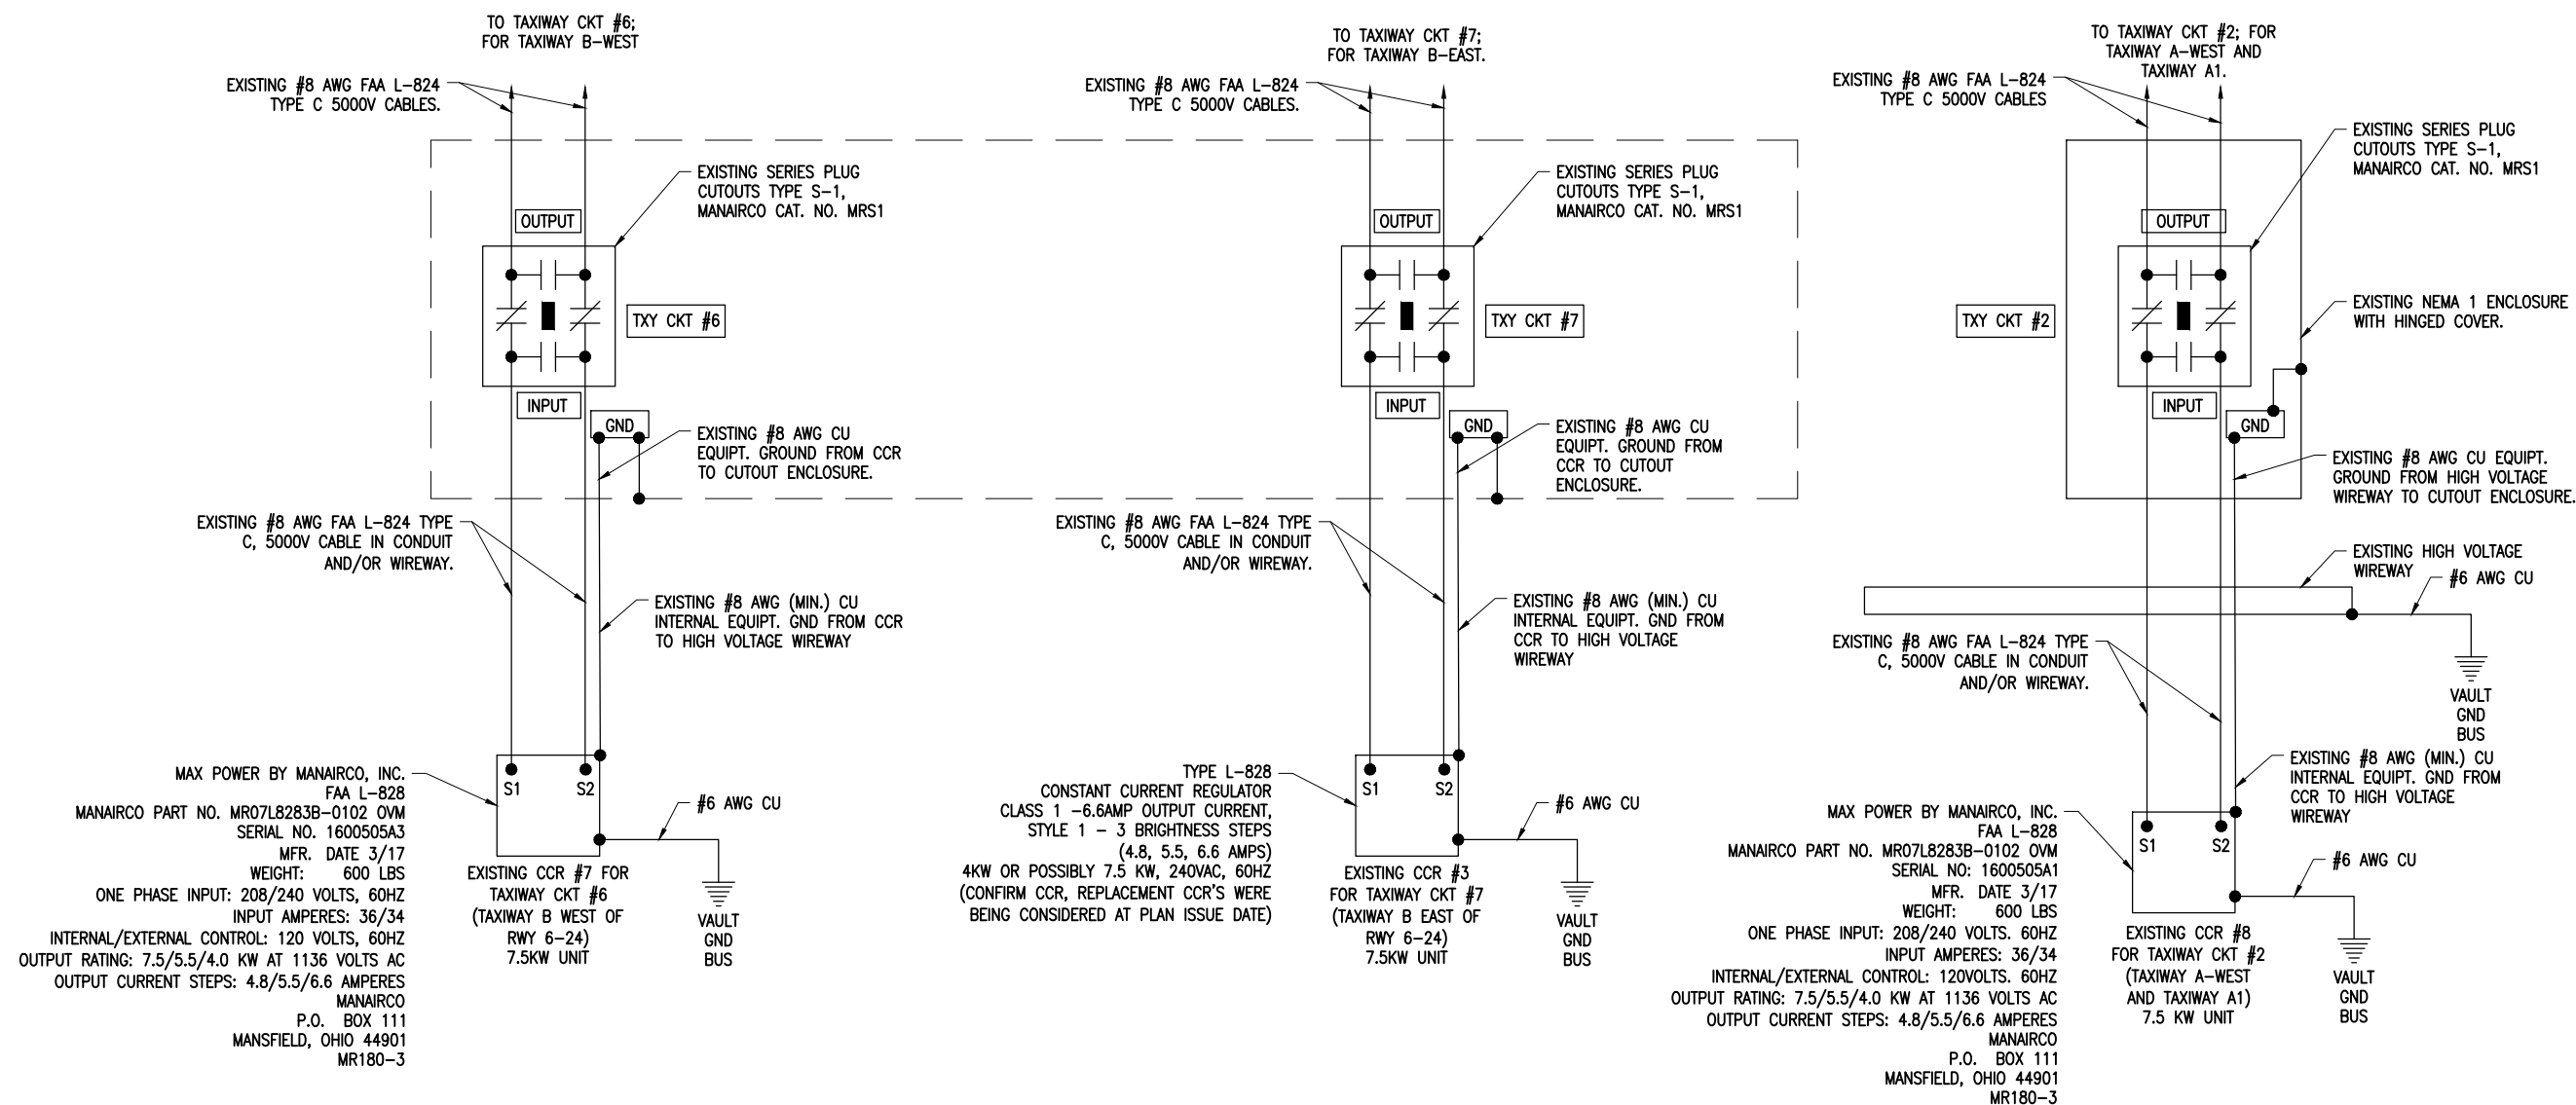 TO TAXIWAY CKT #6;
FOR TAXIWAY B-WEST
EXISTING #8 AWG FAA L-824
TYPE C 5000V CABLES.
EXISTING SERIES PLUG
CUTOUTS TYPE S-1,
MANAIRCO CAT. NO. MRS1
OUTPUT
TXY CKT #6
INPUT
GND
EXISTING #8 AWG CU
EQUIPT. GROUND FROM CCR
TO CUTOUT ENCLOSURE.
EXISTING #8 AWG FAA L-824 TYPE
C, 5000V CABLE IN CONDUIT
AND/OR WIREWAY.
EXISTING #8 AWG (MIN.) CU
INTERNAL EQUIPT. GND FROM CCR
TO HIGH VOLTAGE WIREWAY
MAX POWER BY MANAIRCO, INC.
FAA L-828
MANAIRCO PART NO. MR07L8283B-0102 OVM
SERIAL NO. 1600505A3
MFR. DATE 3/17
WEIGHT: 600 LBS
ONE PHASE INPUT: 208/240 VOLTS, 60HZ
INPUT AMPERES: 36/34
INTERNAL/EXTERNAL CONTROL: 120 VOLTS, 60HZ
OUTPUT RATING: 7.5/5.5/4.0 KW AT 1136 VOLTS AC
OUTPUT CURRENT STEPS: 4.8/5.5/6.6 AMPERES
MANAIRCO
P.O. BOX 111
MANSFIELD, OHIO 44901
MR180-3
S1
S2
#6 AWG CU
EXISTING CCR #7 FOR
TAXIWAY CKT #6
(TAXIWAY B WEST OF
RWY 6-24)
7.5KW UNIT
VAULT
GND
BUS
TO TAXIWAY CKT #7;
FOR TAXIWAY B-EAST.
EXISTING #8 AWG FAA L-824
TYPE C 5000V CABLES.
EXISTING SERIES PLUG
CUTOUTS TYPE S-1,
MANAIRCO CAT. NO. MRS1
OUTPUT
TXY CKT #7
INPUT
GND
EXISTING #8 AWG CU
EQUIPT. GROUND FROM
CCR TO CUTOUT
ENCLOSURE.
EXISTING #8 AWG FAA L-824 TYPE
C, 5000V CABLE IN CONDUIT
AND/OR WIREWAY.
EXISTING #8 AWG (MIN.) CU
INTERNAL EQUIPT. GND FROM
CCR TO HIGH VOLTAGE
WIREWAY
TYPE L-828
CONSTANT CURRENT REGULATOR
CLASS 1 -6.6AMP OUTPUT CURRENT,
STYLE 1 - 3 BRIGHTNESS STEPS
(4.8, 5.5, 6.6 AMPS)
4KW OR POSSIBLY 7.5 KW, 240VAC, 60HZ
(CONFIRM CCR, REPLACEMENT CCR'S WERE
BEING CONSIDERED AT PLAN ISSUE DATE)
S1
S2
#6 AWG CU
EXISTING CCR #3
FOR TAXIWAY CKT #7
(TAXIWAY B EAST OF
RWY 6-24)
7.5KW UNIT
VAULT
GND
BUS
TO TAXIWAY CKT #2; FOR
TAXIWAY A-WEST AND
TAXIWAY A1.
EXISTING #8 AWG FAA L-824
TYPE C 5000V CABLES
EXISTING SERIES PLUG
CUTOUTS TYPE S-1,
MANAIRCO CAT. NO. MRS1
OUTPUT
TXY CKT #2
EXISTING NEMA 1 ENCLOSURE
WITH HINGED COVER.
INPUT
GND
EXISTING #8 AWG CU EQUIPT.
GROUND FROM HIGH VOLTAGE
WIREWAY TO CUTOUT ENCLOSURE.
EXISTING HIGH VOLTAGE
WIREWAY
#6 AWG CU
EXISTING #8 AWG FAA L-824 TYPE
C, 5000V CABLE IN CONDUIT
AND/OR WIREWAY.
VAULT
GND
BUS
EXISTING #8 AWG (MIN.) CU
INTERNAL EQUIPT. GND FROM
CCR TO HIGH VOLTAGE
WIREWAY
MAX POWER BY MANAIRCO, INC.
FAA L-828
MANAIRCO PART NO. MR07L8283B-0102 OVM
SERIAL NO: 1600505A1
MFR. DATE 3/17
WEIGHT: 600 LBS
ONE PHASE INPUT: 208/240 VOLTS. 60HZ
INPUT AMPERES: 36/34
INTERNAL/EXTERNAL CONTROL: 120VOLTS. 60HZ
OUTPUT RATING: 7.5/5.5/4.0 KW AT 1136 VOLTS AC
OUTPUT CURRENT STEPS: 4.8/5.5/6.6 AMPERES
MANAIRCO
P.O. BOX 111
MANSFIELD, OHIO 44901
MR180-3
S1
S2
#6 AWG CU
EXISTING CCR #8
FOR TAXIWAY CKT #2
(TAXIWAY A-WEST
AND TAXIWAY A1)
7.5 KW UNIT
VAULT
GND
BUS